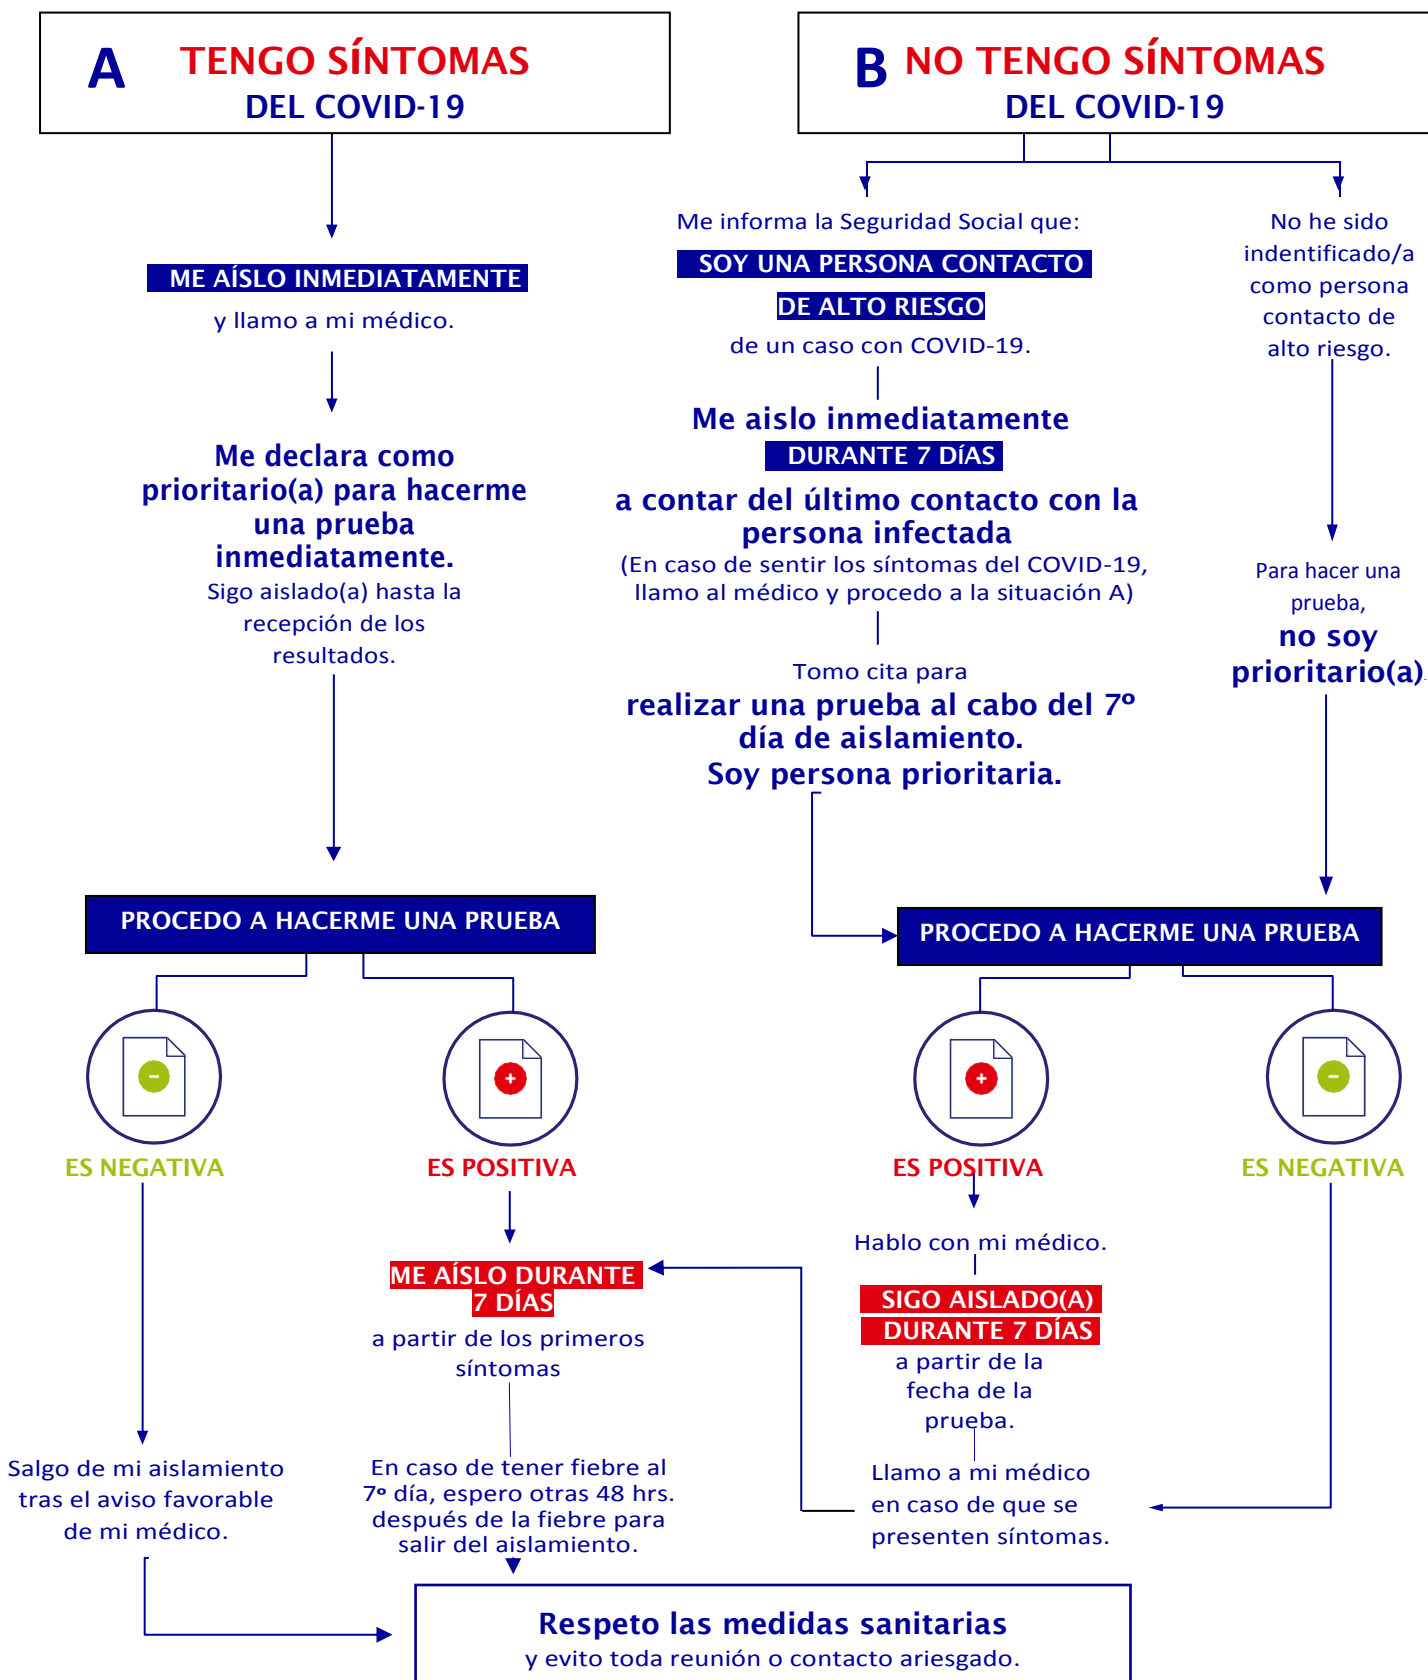 A TENGO SÍNTOMAS
DEL COVID-19
ME AÍSLO INMEDIATAMENTE
y llamo a mi médico.
Me declara como
prioritario(a) para hacerme
una prueba
inmediatamente.
Sigo aislado(a) hasta la
recepción de los
resultados.
PROCEDO A HACERME UNA PRUEBA
-
+
ES NEGATIVA
ES POSITIVA
Salgo de mi aislamiento
tras el aviso favorable
de mi médico.
ME AÍSLO DURANTE
7 DÍAS
a partir de los primeros
síntomas
En caso de tener fiebre al
7º día, espero otras 48 hrs.
después de la fiebre para
salir del aislamiento.
B NO TENGO SÍNTOMAS
DEL COVID-19
Me informa la Seguridad Social que:
SOY UNA PERSONA CONTACTO
DE ALTO RIESGO
de un caso con COVID-19.
Me aislo inmediatamente
DURANTE 7 DÍAS
a contar del último contacto con la
persona infectada
(En caso de sentir los síntomas del COVID-19,
llamo al médico y procedo a la situación A)
Tomo cita para
realizar una prueba al cabo del 7º
día de aislamiento.
Soy persona prioritaria.
No he sido
indentificado/a
como persona
contacto de
alto riesgo.
Para hacer una
prueba,
no soy
prioritario(a).
PROCEDO A HACERME UNA PRUEBA
+
-
ES POSITIVA
ES NEGATIVA
Hablo con mi médico.
SIGO AISLADO(A)
DURANTE 7 DÍAS
a partir de la
fecha de la
prueba.
Llamo a mi médico
en caso de que se
presenten síntomas.
Respeto las medidas sanitarias
y evito toda reunión o contacto ariesgado.